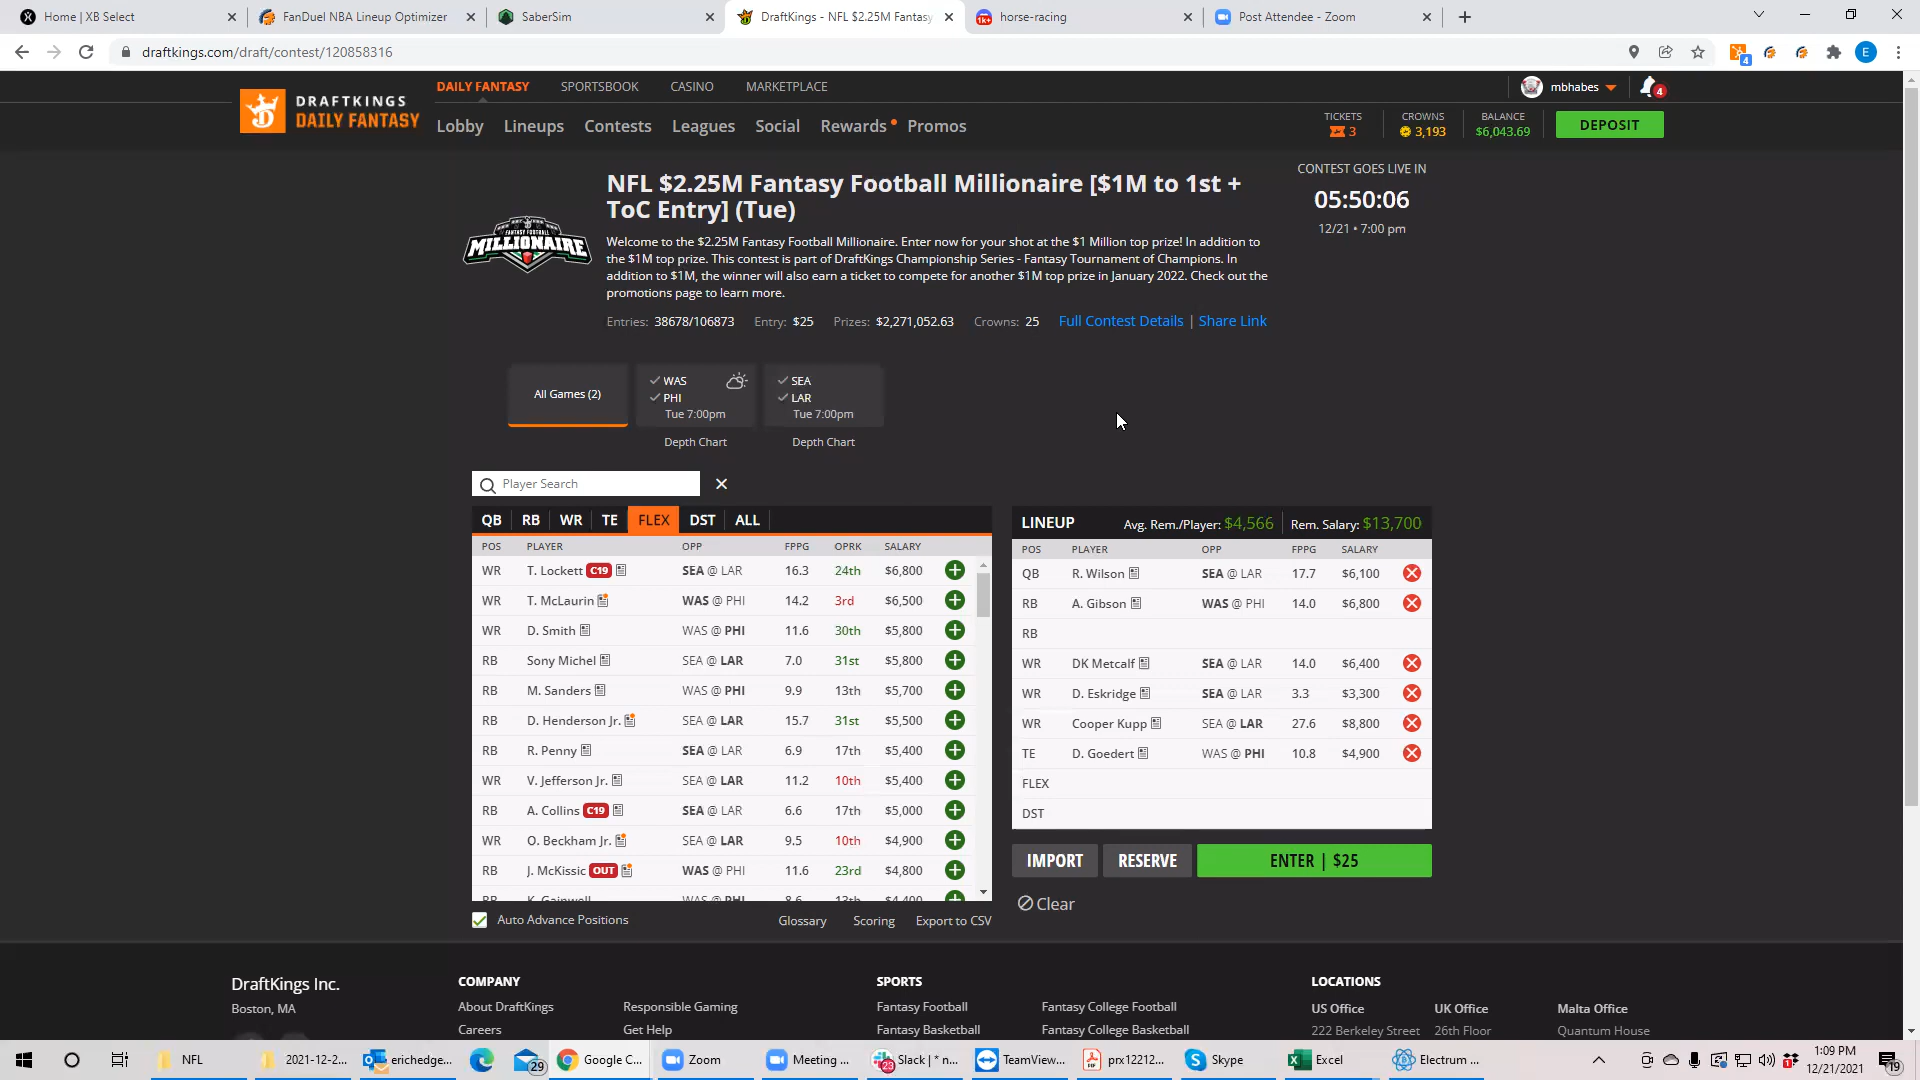 Home | XB Select
FanDuel NBA Lineup Optimizer
SaberSim
DraftKings - NFL $2.25M Fantasy
horse-racing
Post Attendee - Zoom
draftkings.com/draft/contest/120858316
4
E
DRAFTKINGS
DAILY FANTASY
DAILY FANTASY SPORTSBOOK CASINO MARKETPLACE
mbhabes
4
Lobby Lineups Contests Leagues Social Rewards Promos
TICKETS
3
CROWNS
3,193
BALANCE
$6,043.69
DEPOSIT
FANTASY FOOTBALL
MILLIONAIRE
NFL $2.25M Fantasy Football Millionaire [$1M to 1st +
ToC Entry] (Tue)
Welcome to the $2.25M Fantasy Football Millionaire. Enter now for your shot at the $1 Million top prize! In addition to
the $1M top prize. This contest is part of DraftKings Championship Series - Fantasy Tournament of Champions. In
addition to $1M, the winner will also earn a ticket to compete for another $1M top prize in January 2022. Check out the
promotions page to learn more.
Entries: 38678/106873 Entry: $25 Prizes: $2,271,052.63 Crowns: 25 Full Contest Details | Share Link
CONTEST GOES LIVE IN
05:50:06
12/21 • 7:00 pm
All Games (2)
WAS
PHI
Tue 7:00pm
Depth Chart
SEA
LAR
Tue 7:00pm
Depth Chart
Player Search
QB RB WR TE FLEX DST ALL
POS PLAYER OPP FPPG OPRK SALARY
WR T. Lockett C19 SEA @ LAR 16.3 24th $6,800
WR T. McLaurin WAS @ PHI 14.2 3rd $6,500
WR D. Smith WAS @ PHI 11.6 30th $5,800
RB Sony Michel SEA @ LAR 7.0 31st $5,800
RB M. Sanders WAS @ PHI 9.9 13th $5,700
RB D. Henderson Jr. SEA @ LAR 15.7 31st $5,500
RB R. Penny SEA @ LAR 6.9 17th $5,400
WR V. Jefferson Jr. SEA @ LAR 11.2 10th $5,400
RB A. Collins C19 SEA @ LAR 6.6 17th $5,000
WR O. Beckham Jr. SEA @ LAR 9.5 10th $4,900
RB J. McKissic OUT WAS @ PHI 11.6 23rd $4,800
RB K. Gainwell WAS @ PHI 8.6 13th $4,400
Auto Advance Positions
Glossary Scoring Export to CSV
LINEUP Avg. Rem./Player: $4,566 Rem. Salary: $13,700
POS PLAYER OPP FPPG SALARY
QB R. Wilson SEA @ LAR 17.7 $6,100
RB A. Gibson WAS @ PHI 14.0 $6,800
RB
WR DK Metcalf SEA @ LAR 14.0 $6,400
WR D. Eskridge SEA @ LAR 3.3 $3,300
WR Cooper Kupp SEA @ LAR 27.6 $8,800
TE D. Goedert WAS @ PHI 10.8 $4,900
FLEX
DST
IMPORT RESERVE ENTER | $25
Clear
DraftKings Inc.
Boston, MA
COMPANY
About DraftKings Responsible Gaming
Careers Get Help
SPORTS
Fantasy Football Fantasy College Football
Fantasy Basketball Fantasy College Basketball
LOCATIONS
US Office UK Office Malta Office
222 Berkeley Street 26th Floor Quantum House
NFL
2021-12-2...
erichedge...
29
Google C...
Zoom
Meeting ...
23
Slack | * n...
TeamView...
prx12212...
Skype
Excel
Electrum ...
1:09 PM
12/21/2021
19